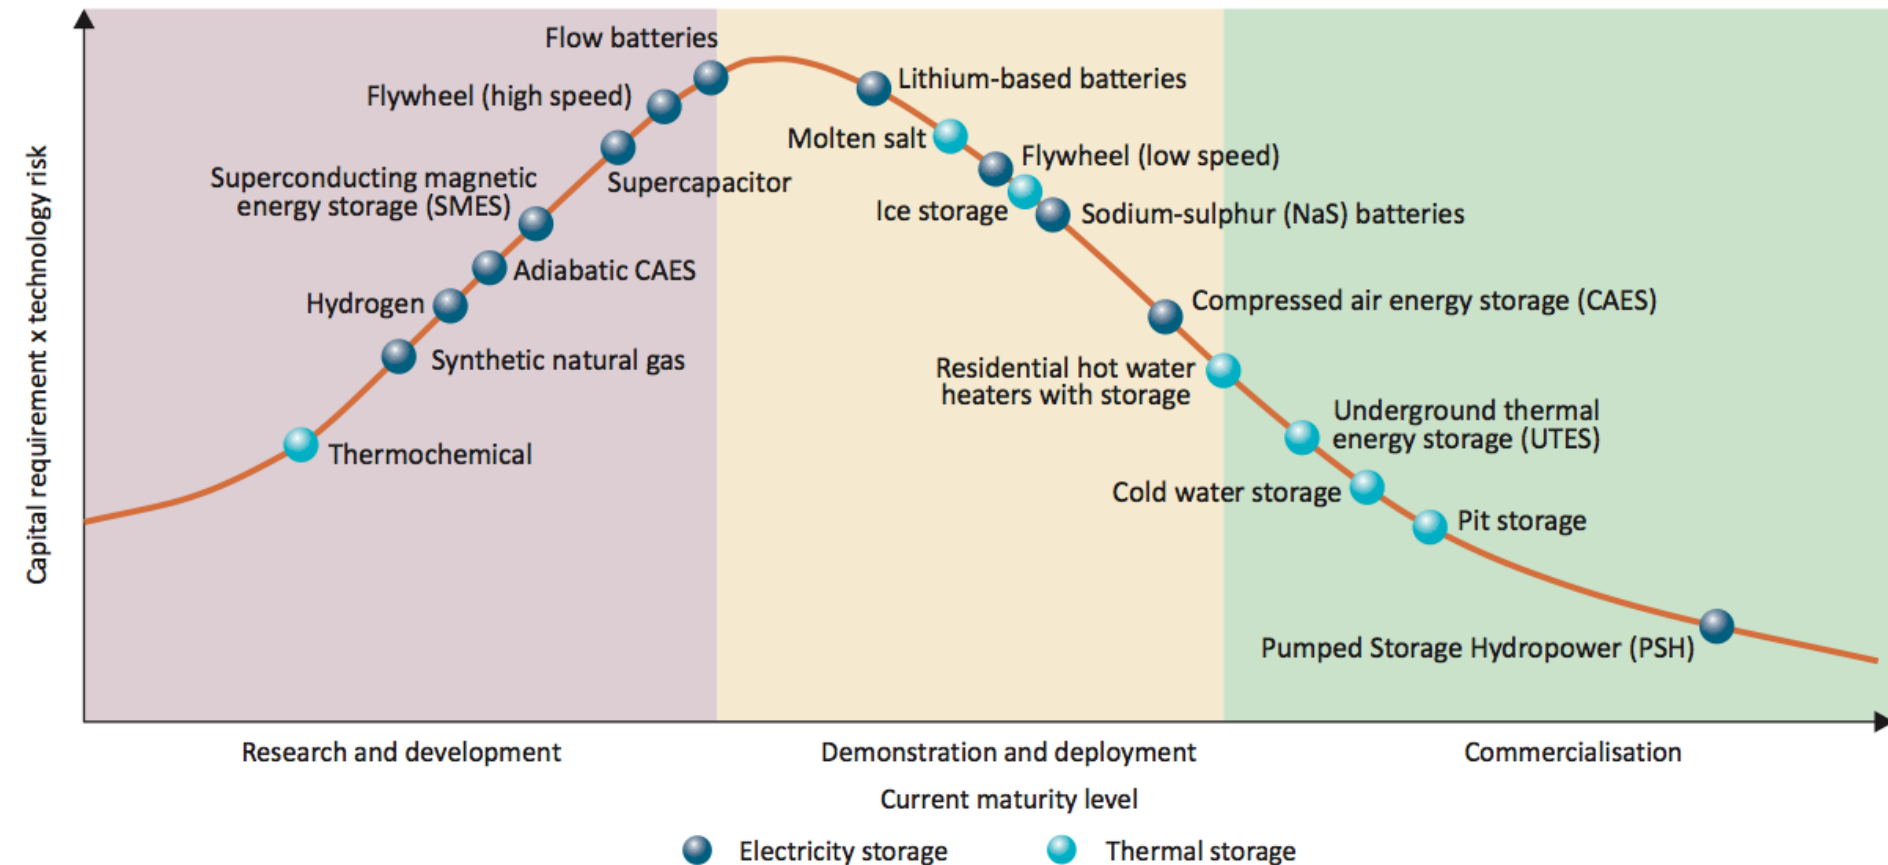 Capital requirement x technology risk
Flow batteries
Flywheel (high speed)
Supercapacitor
Superconducting magnetic
energy storage (SMES)
Adiabatic CAES
Hydrogen
Synthetic natural gas
Thermochemical
Lithium-based batteries
Molten salt
Flywheel (low speed)
Ice storage
Sodium-sulphur (NaS) batteries
Compressed air energy storage (CAES)
Residential hot water
heaters with storage
Underground thermal
energy storage (UTES)
Cold water storage
Pit storage
Pumped Storage Hydropower (PSH)
Research and development
Demonstration and deployment
Commercialisation
Current maturity level
Electricity storage
Thermal storage